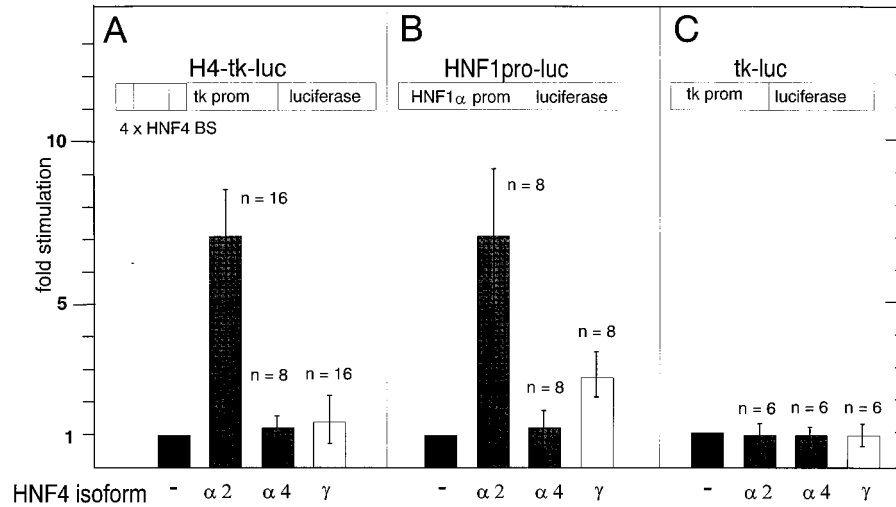 A
B
C
H4-tk-luc
HNF1pro-luc
tk-luc
tk prom
luciferase
HNF1α prom
luciferase
tk prom
luciferase
4 x HNF4 BS
10
5
1
fold stimulation
n = 16
n = 8
n = 16
n = 8
n = 8
n = 8
n = 6
n = 6
n = 6
HNF4 isoform - α 2 α 4 γ - α 2 α 4 γ - α 2 α 4 γ